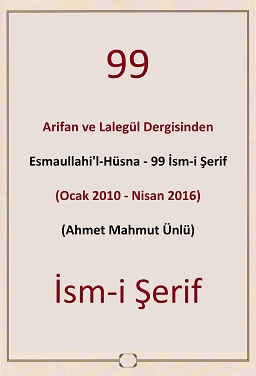 99
Arifan ve Lalegül Dergisinden
Esmaullahi'l-Hüsna - 99 İsm-i Şerif
(Ocak 2010 - Nisan 2016)
(Ahmet Mahmut Ünlü)
İsm-i Şerif